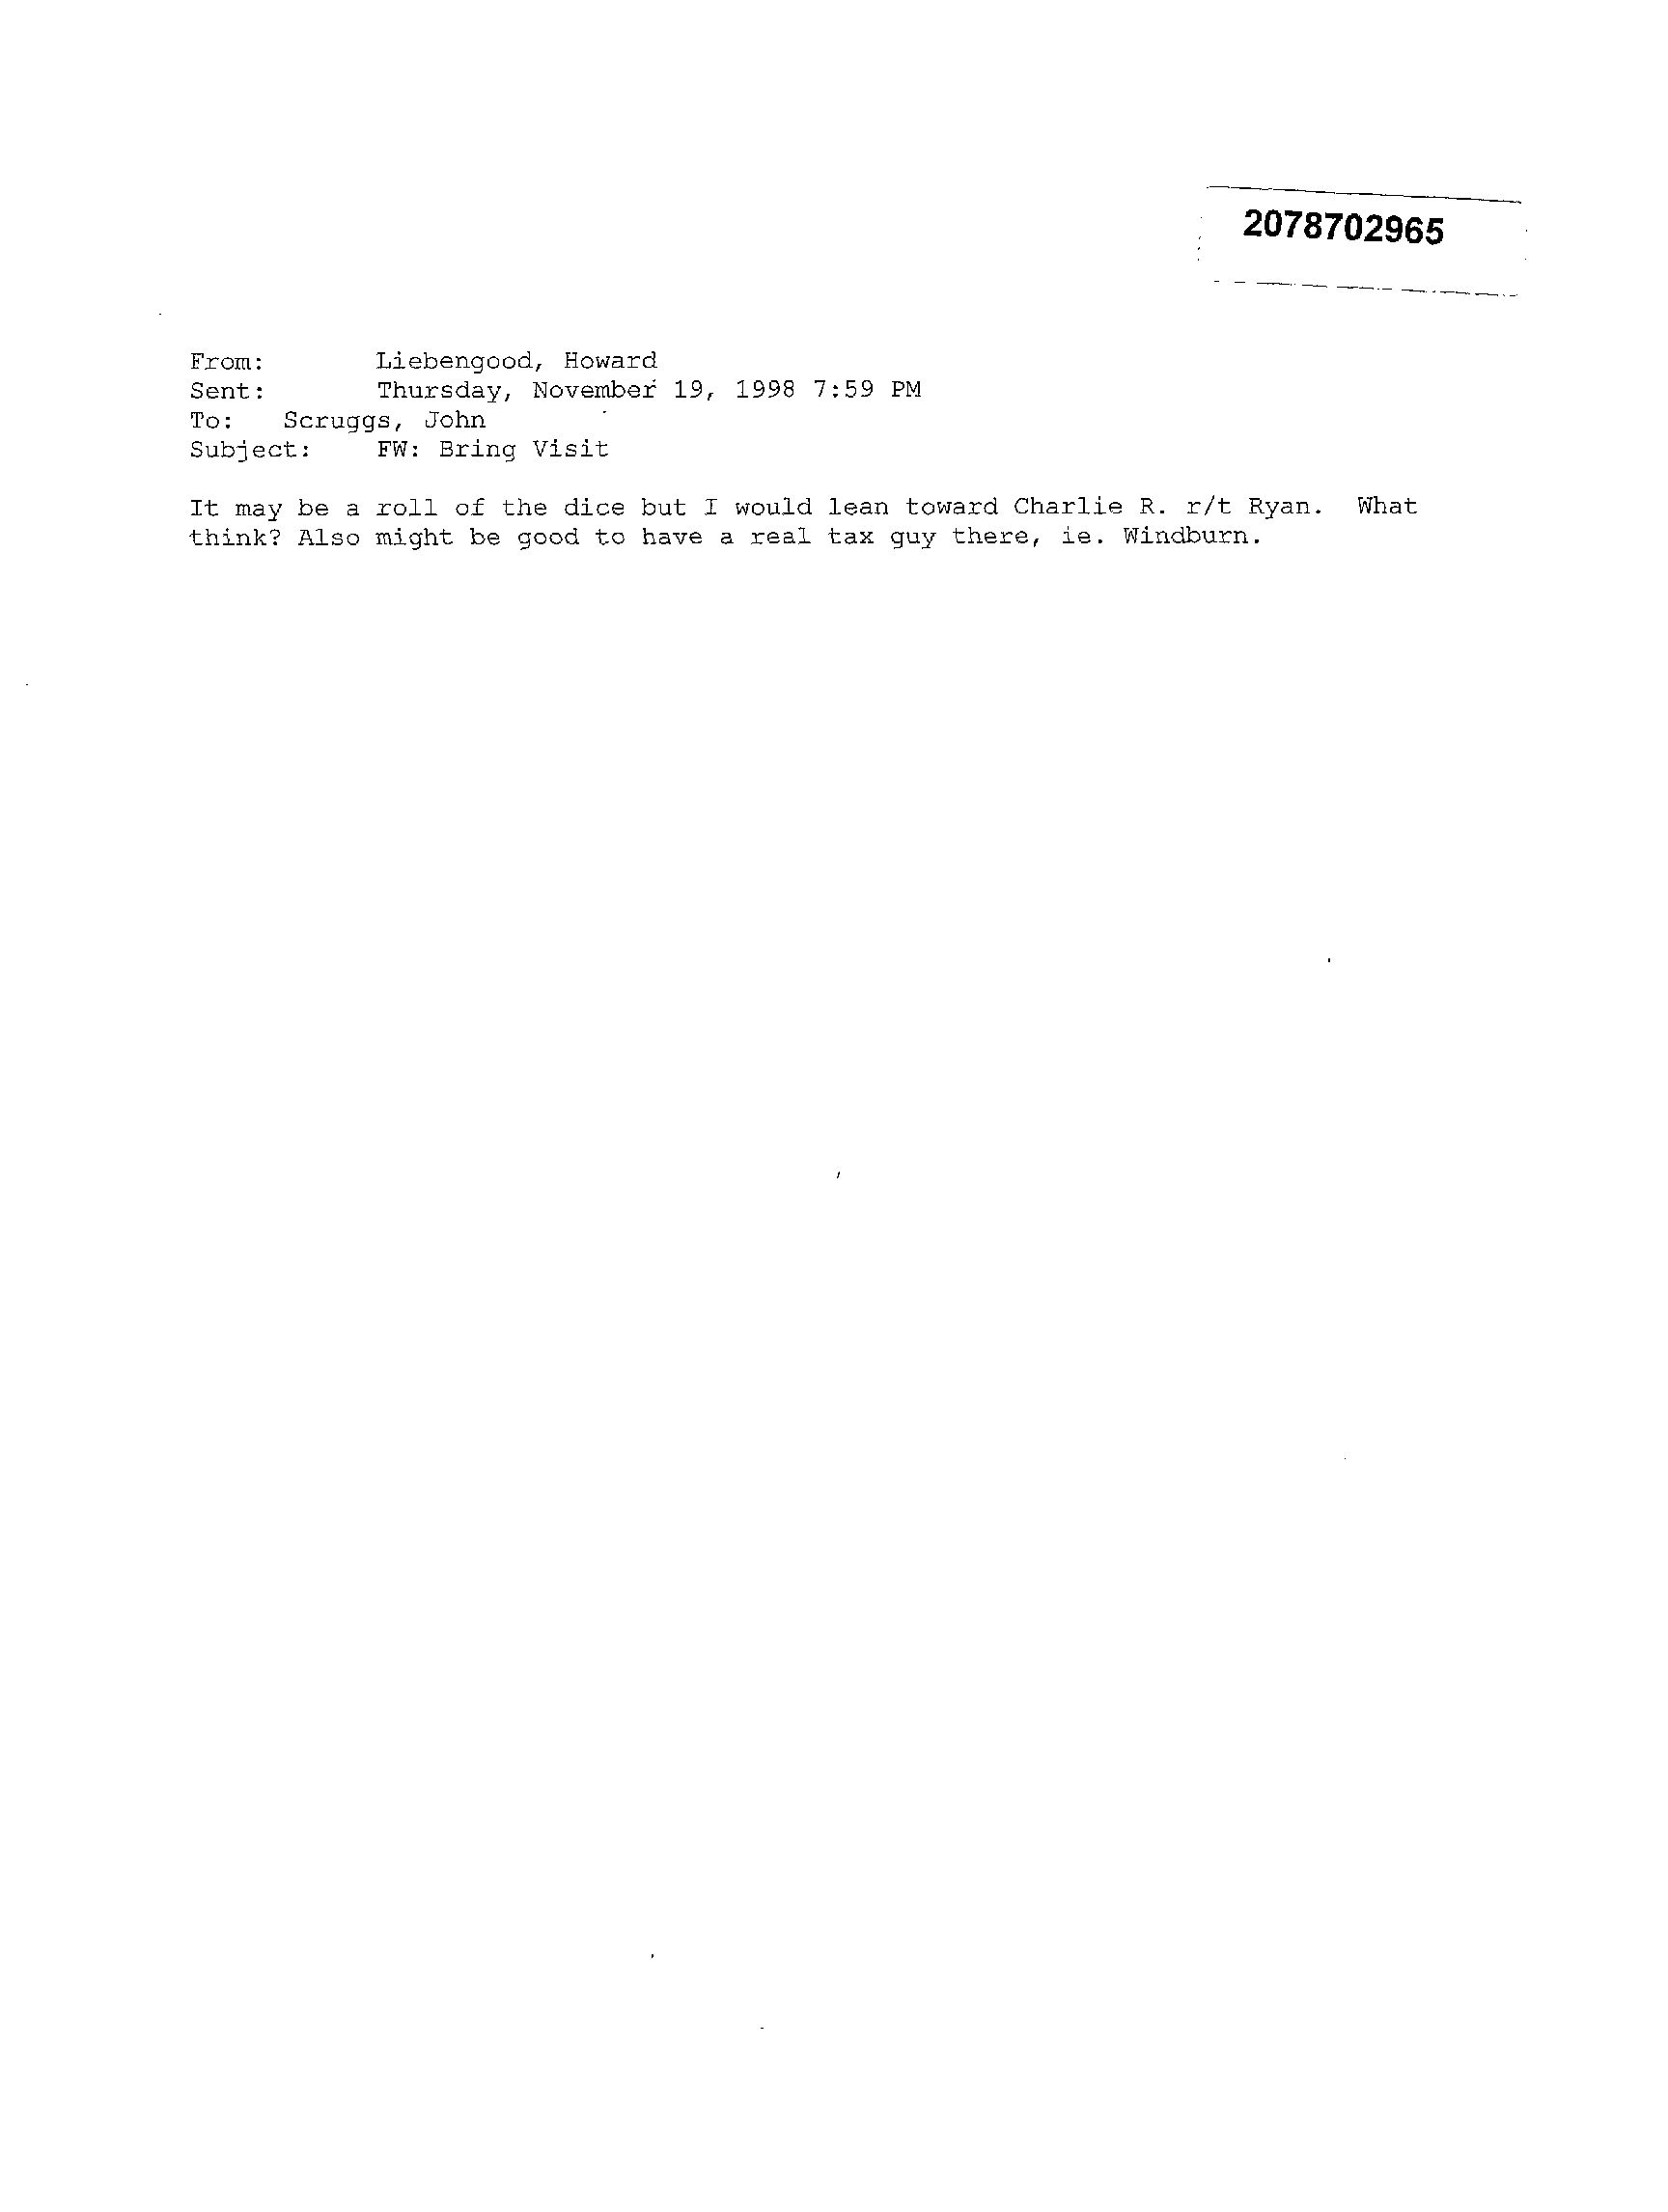 2078702965
From: Liebengood, Howard
Sent: Thursday, November 19, 1998 7:59 PM
To: Scruggs, John
Subject: FW: Bring Visit
It may be a roll of the dice but I would lean toward Charlie R. r/t Ryan. What
think? Also might be good to have a real tax guy there, ie. Windburn.